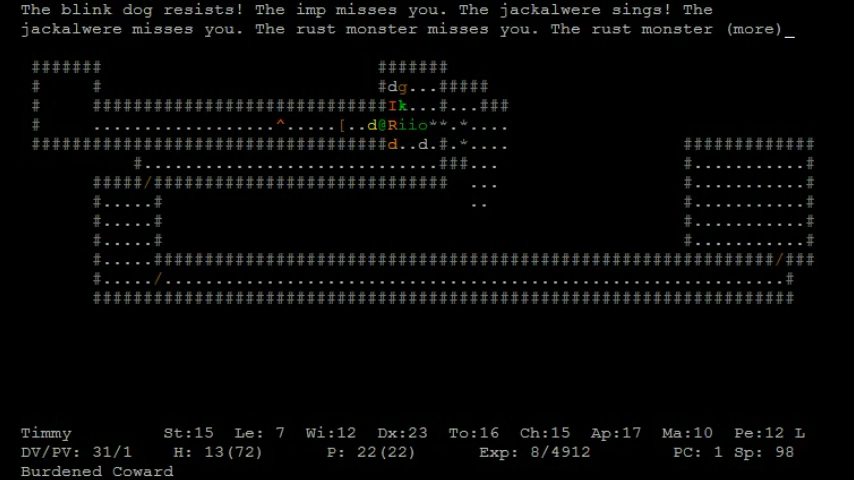 The blink dog resists! The imp misses you. The jackalwere sings! The
jackalwere misses you. The rust monster misses you. The rust monster (more)_
#######                                 #######
#     #                                 #dg...#####
#     #############################Ik...#...###
#     ...............^.....[..d@Riio**.*....
##################################d..d.#.*....          ############
#.......................###...          #..........#
#####/#######################  ...      #..........#
#.....#                        ..       #..........#
#.....#                                 #..........#
#.....#                                 #..........#
#.....##################################################/###
#...../..................................................#
############################################################
Timmy St:15 Le: 7 Wi:12 Dx:23 To:16 Ch:15 Ap:17 Ma:10 Pe:12 L
DV/PV: 31/1 H: 13(72) P: 22(22) Exp: 8/4912 PC: 1 Sp: 98
Burdened Coward